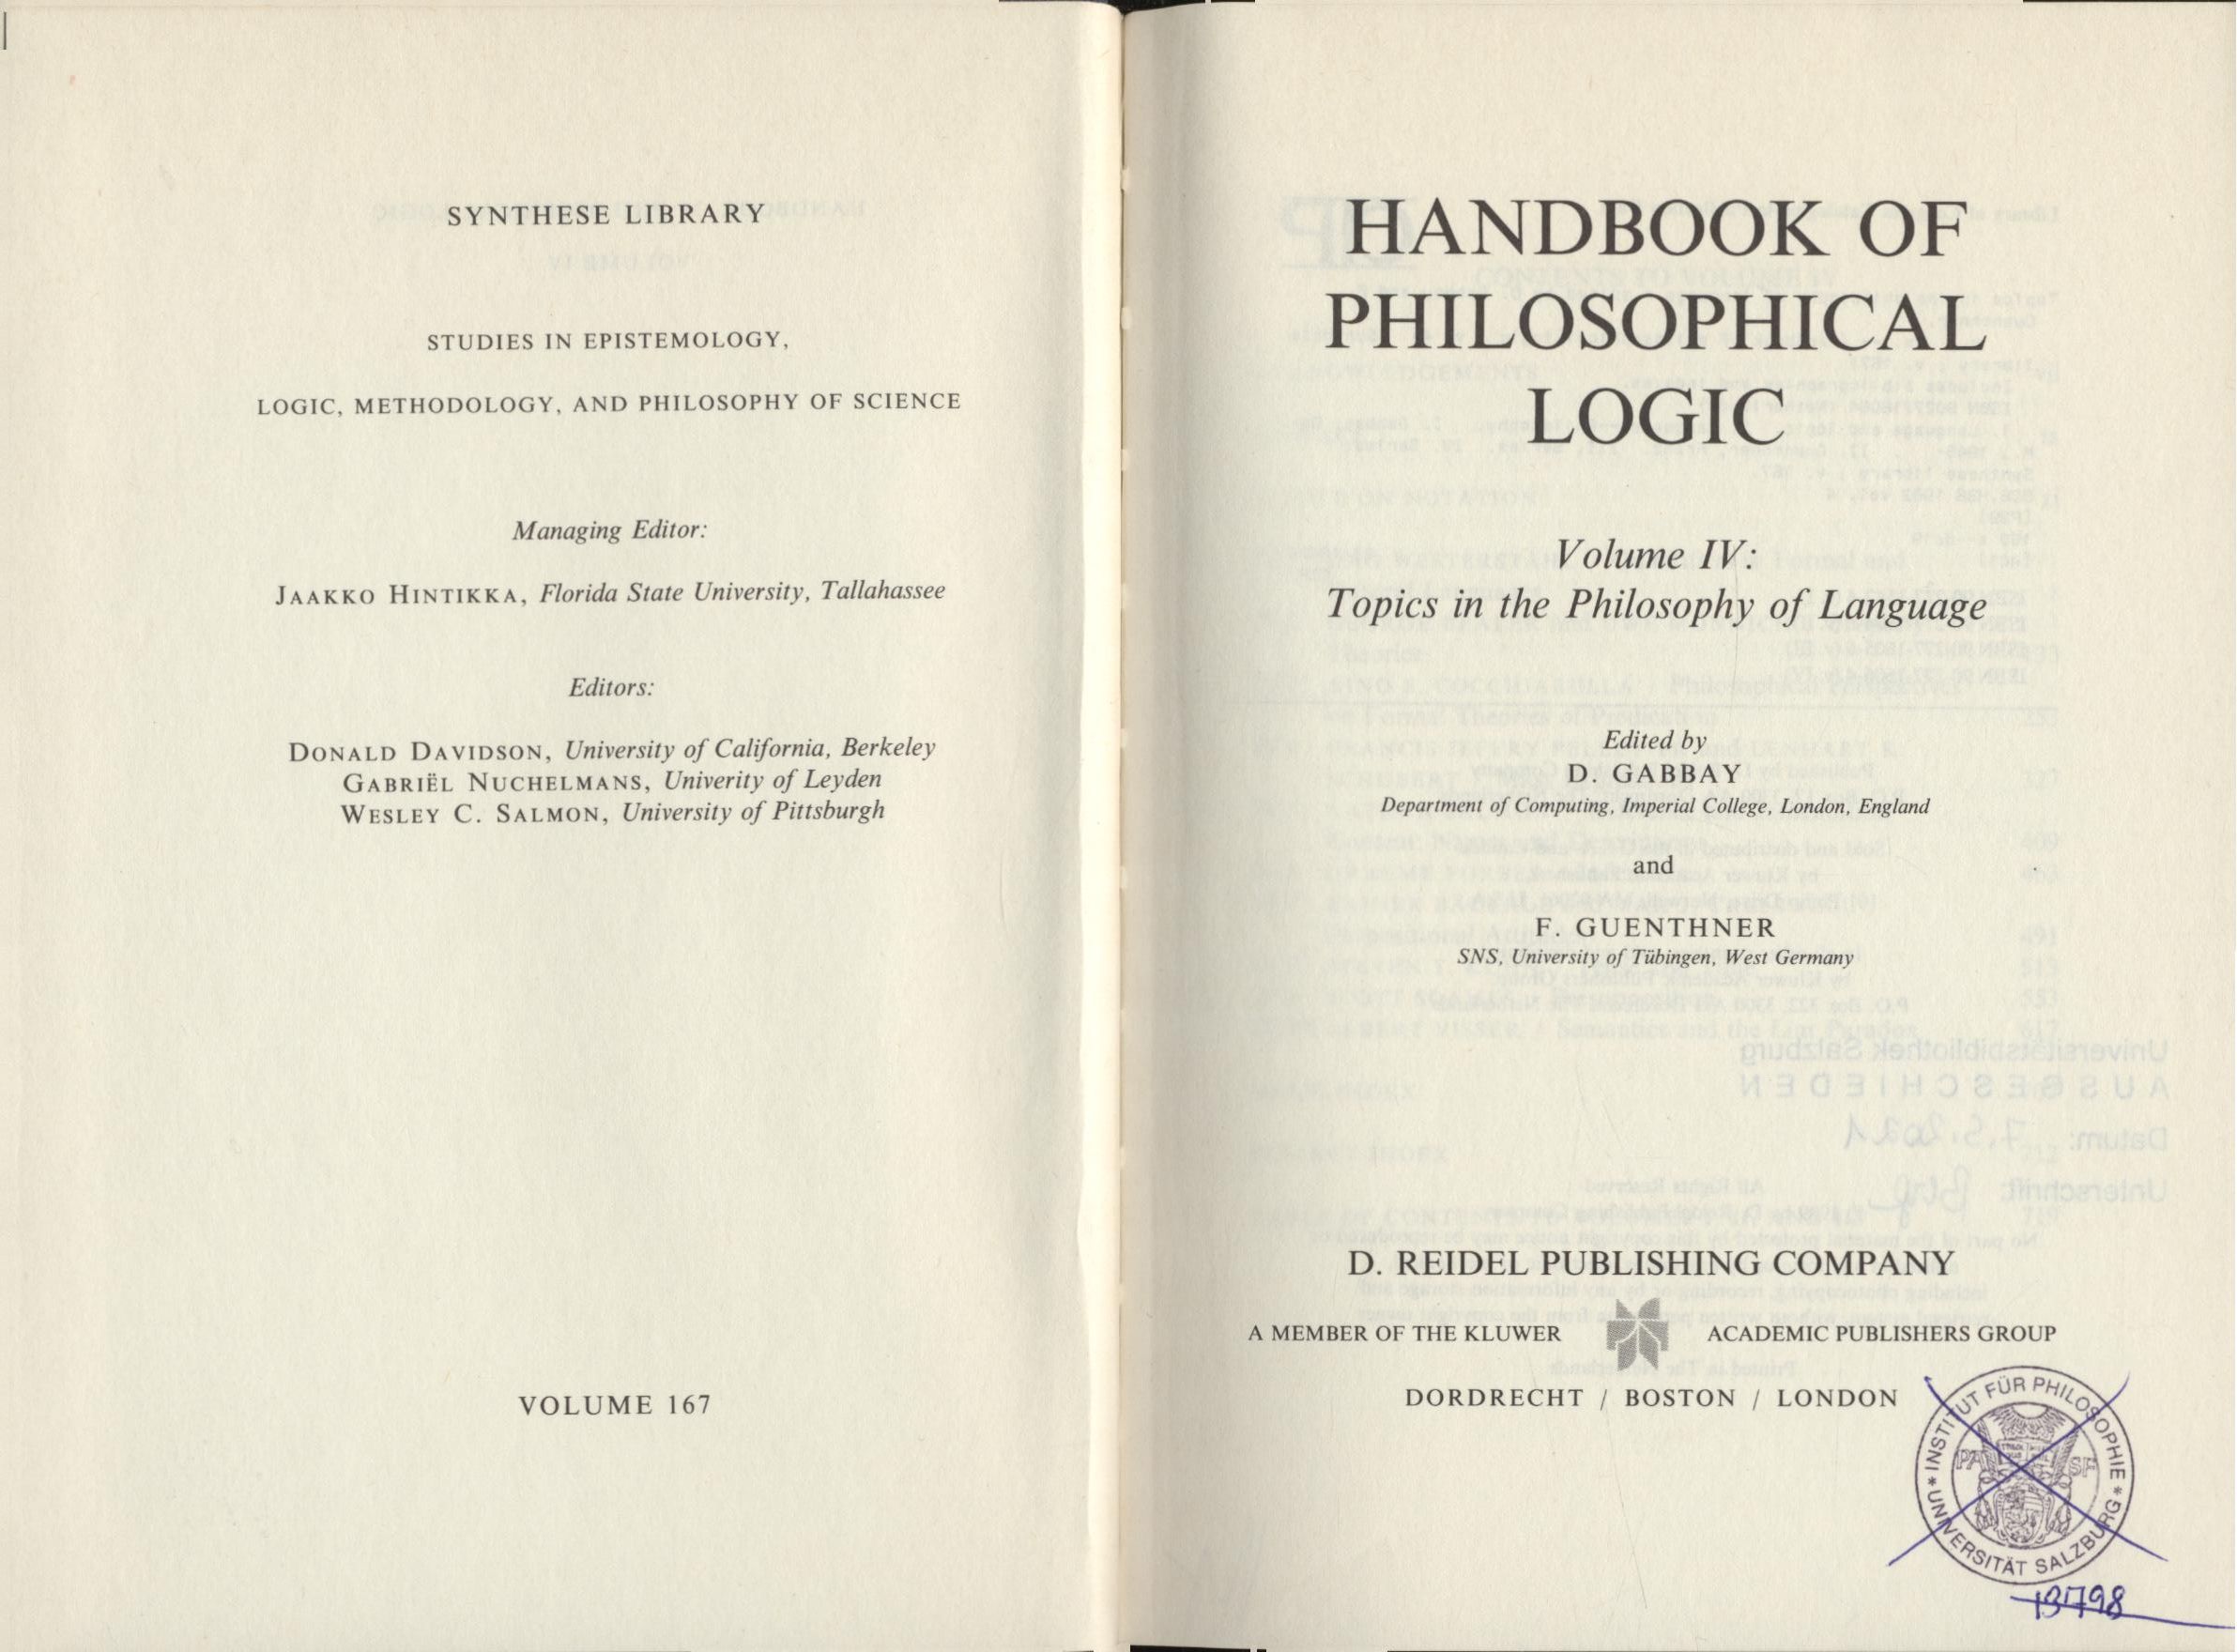 SYNTHESE LIBRARY
STUDIES IN EPISTEMOLOGY,
LOGIC, METHODOLOGY, AND PHILOSOPHY OF SCIENCE
Managing Editor:
JAAKKO HINTIKKA, Florida State University, Tallahassee
Editors:
DONALD DAVIDSON, University of California, Berkeley
GABRIËL NUCHELMANS, Univerity of Leyden
WESLEY C. SALMON, University of Pittsburgh
VOLUME 167
HANDBOOK OF
PHILOSOPHICAL
LOGIC
Volume IV:
Topics in the Philosophy of Language
Edited by
D. GABBAY
Department of Computing, Imperial College, London, England
and
F. GUENTHNER
SNS, University of Tübingen, West Germany
Universitätsbibliothek Salzburg
AUSGESCHIEDEN
Datum: 7.5.2021
Unterschrift:
D. REIDEL PUBLISHING COMPANY
A MEMBER OF THE KLUWER ACADEMIC PUBLISHERS GROUP
DORDRECHT / BOSTON / LONDON
* INSTITUT FÜR PHILOSOPHIE * UNIVERSITÄT SALZBURG
PA SF
13798